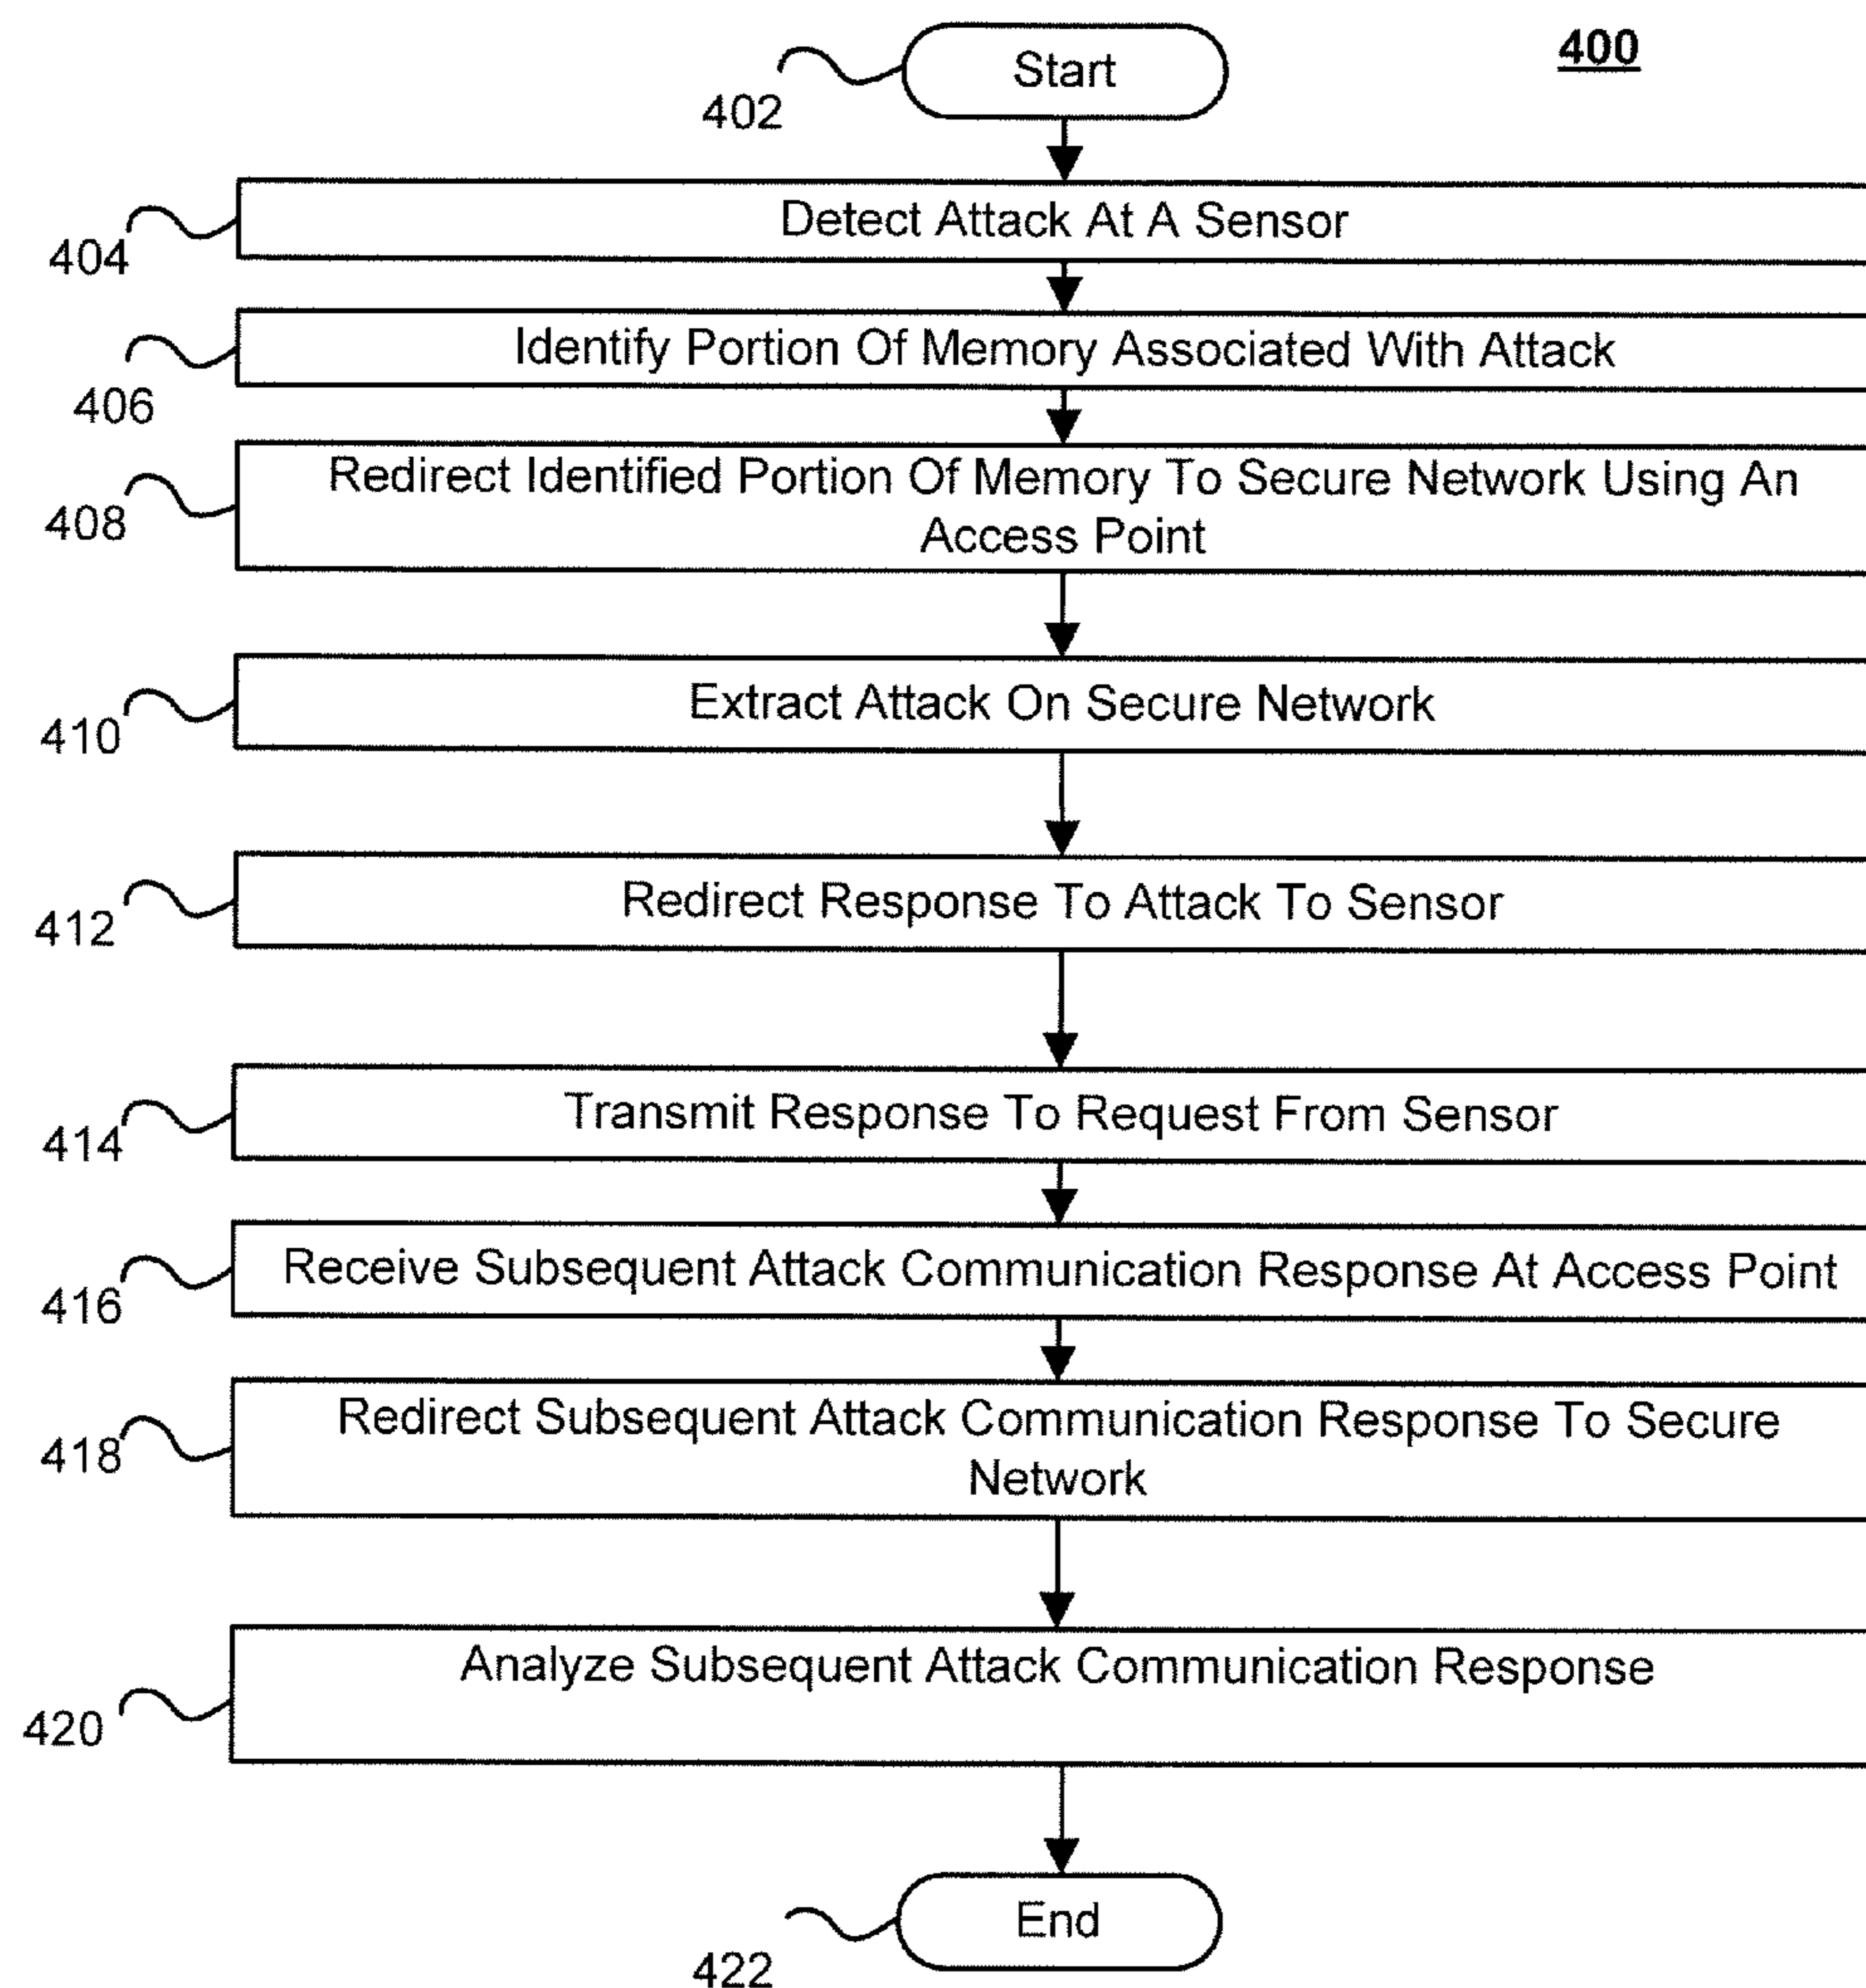 400
Start
402
Detect Attack At A Sensor
404
Identify Portion Of Memory Associated With Attack
406
Redirect Identified Portion Of Memory To Secure Network Using An
Access Point
408
Extract Attack On Secure Network
410
Redirect Response To Attack To Sensor
412
Transmit Response To Request From Sensor
414
Receive Subsequent Attack Communication Response At Access Point
416
Redirect Subsequent Attack Communication Response To Secure
Network
418
Analyze Subsequent Attack Communication Response
420
End
422